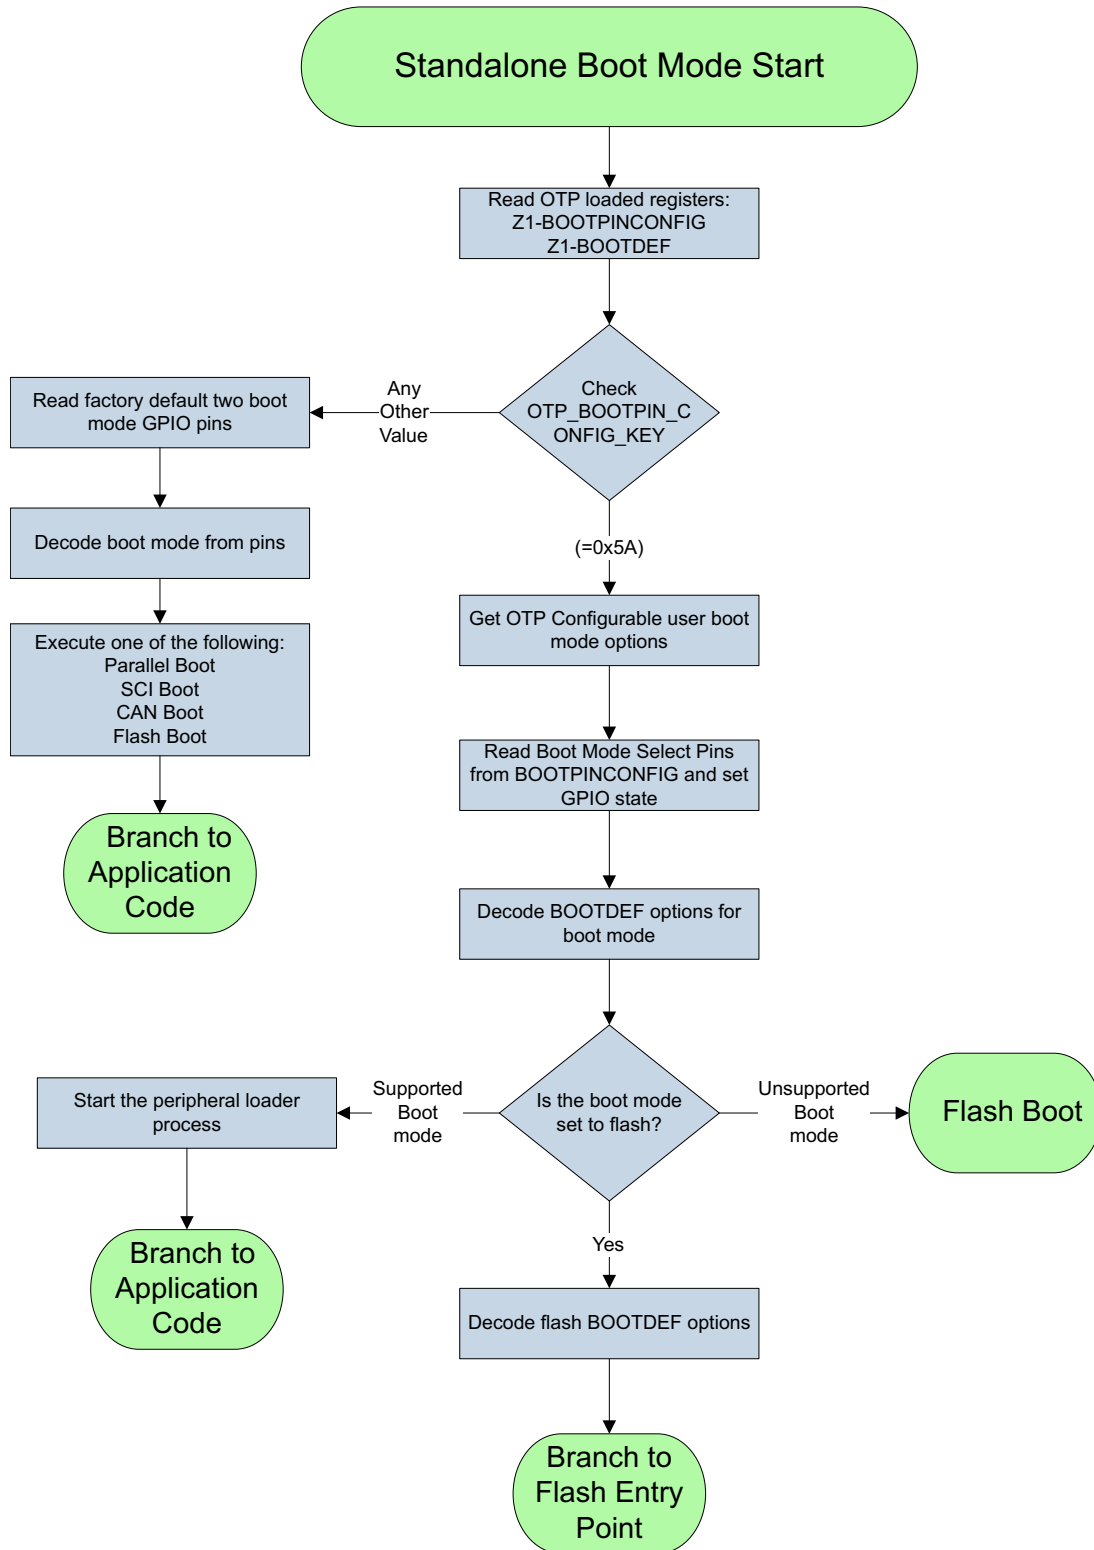 Standalone Boot Mode Start
Read OTP loaded registers:
Z1-BOOTPINCONFIG
Z1-BOOTDEF
Check
OTP_BOOTPIN_C
ONFIG_KEY
Any
Other
Value
Read factory default two boot
mode GPIO pins
Decode boot mode from pins
Execute one of the following:
Parallel Boot
SCI Boot
CAN Boot
Flash Boot
Branch to
Application
Code
(=0x5A)
Get OTP Configurable user boot
mode options
Read Boot Mode Select Pins
from BOOTPINCONFIG and set
GPIO state
Decode BOOTDEF options for
boot mode
Is the boot mode
set to flash?
Supported
Boot
mode
Start the peripheral loader
process
Branch to
Application
Code
Unsupported
Boot
mode
Flash Boot
Yes
Decode flash BOOTDEF options
Branch to
Flash Entry
Point